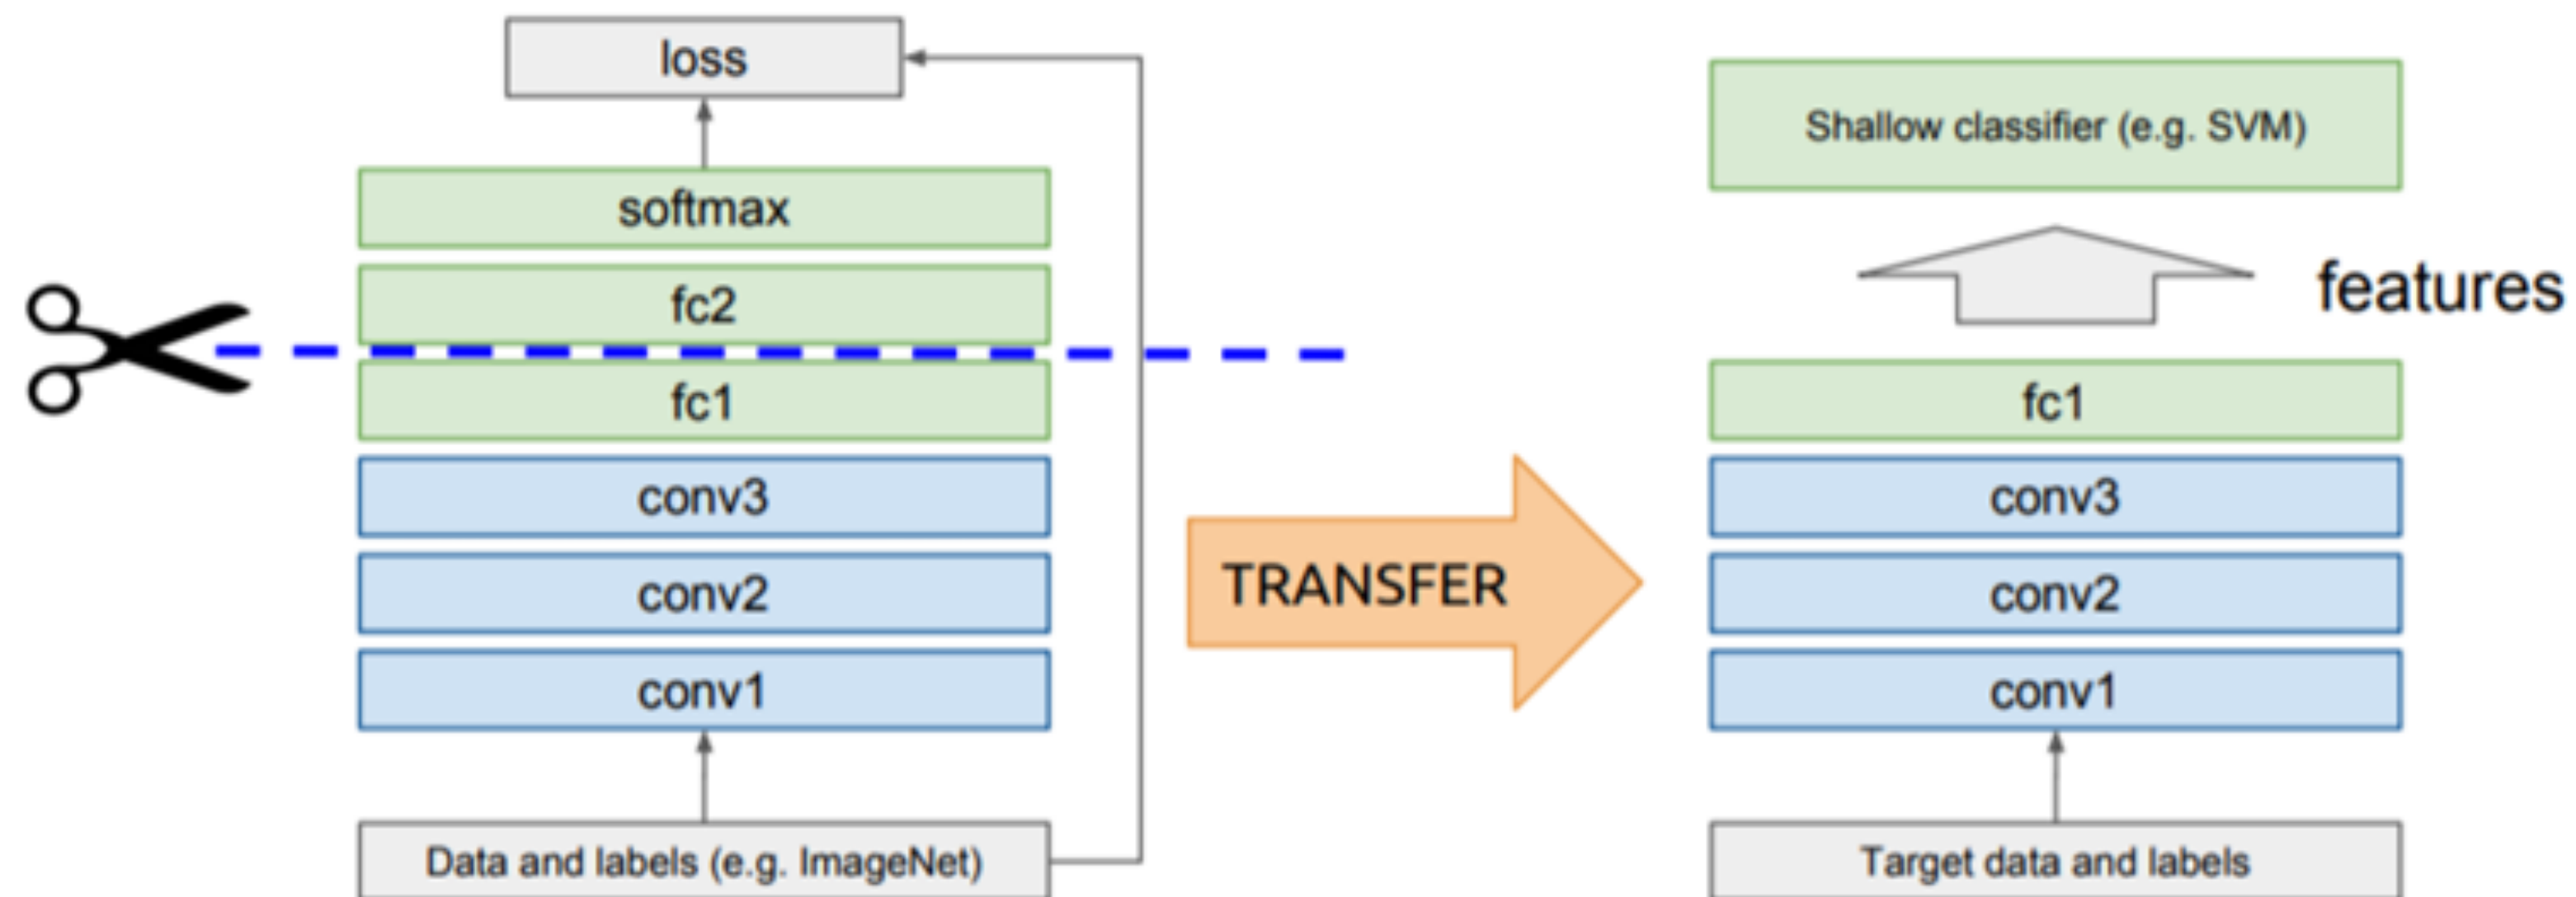 loss
softmax
fc2
fc1
conv3
conv2
conv1
Data and labels (e.g. ImageNet)
TRANSFER
Shallow classifier (e.g. SVM)
features
fc1
conv3
conv2
conv1
Target data and labels